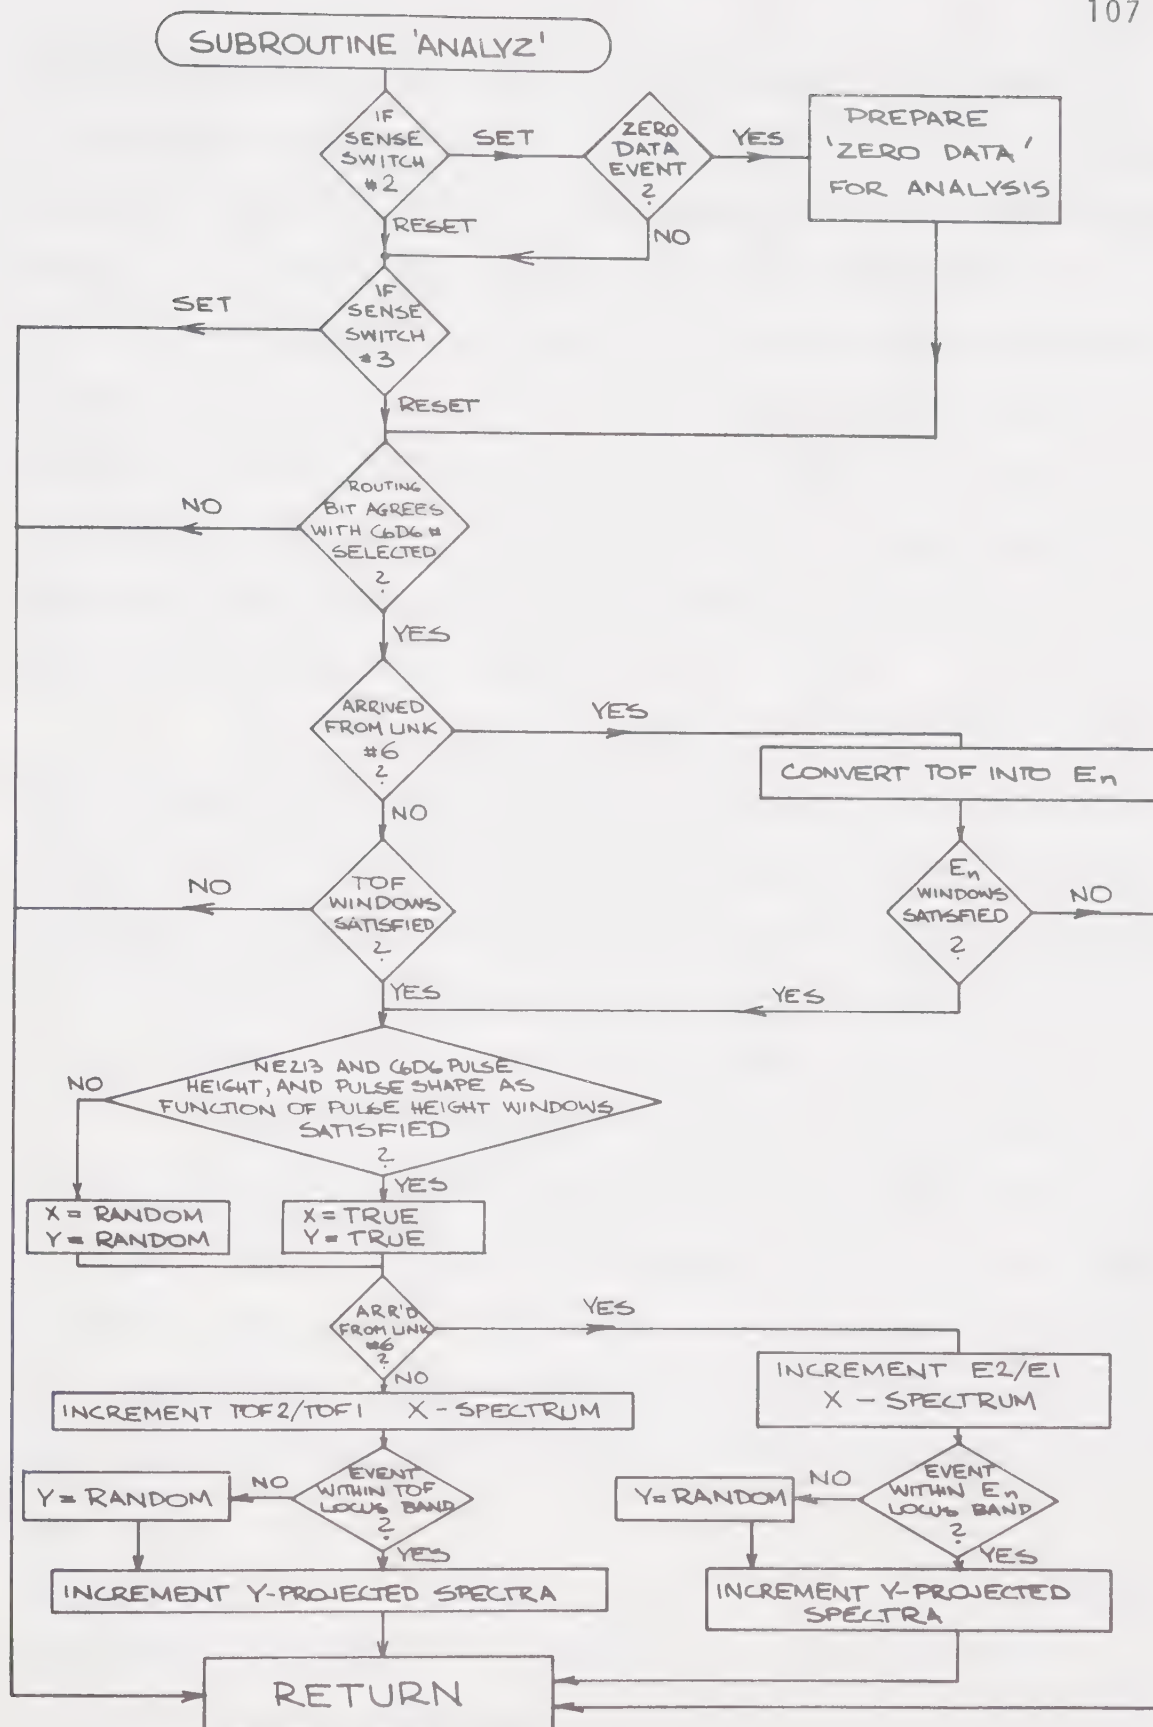 107
SUBROUTINE 'ANALYZ'
IF
SENSE
SWITCH
#2
SET
ZERO
DATA
EVENT
?
YES
PREPARE
'ZERO DATA'
FOR ANALYSIS
RESET
NO
IF
SENSE
SWITCH
#3
SET
RESET
ROUTING
BIT AGREES
WITH C6D6 #
SELECTED
?
NO
YES
ARRIVED
FROM LINK
#6
?
YES
CONVERT TOF INTO En
NO
TOF
WINDOWS
SATISFIED
?
NO
En
WINDOWS
SATISFIED
?
NO
YES
YES
NE213 AND C6D6 PULSE
HEIGHT, AND PULSE SHAPE AS
FUNCTION OF PULSE HEIGHT WINDOWS
SATISFIED
?
NO
YES
X = RANDOM
Y = RANDOM
X = TRUE
Y = TRUE
ARR'D
FROM LINK
#6
?
YES
NO
INCREMENT TOF2/TOF1 X - SPECTRUM
INCREMENT E2/E1
X - SPECTRUM
EVENT
WITHIN TOF
LOCUS BAND
?
NO
Y = RANDOM
YES
EVENT
WITHIN En
LOCUS BAND
?
NO
Y = RANDOM
YES
INCREMENT Y-PROJECTED SPECTRA
INCREMENT Y-PROJECTED
SPECTRA
RETURN